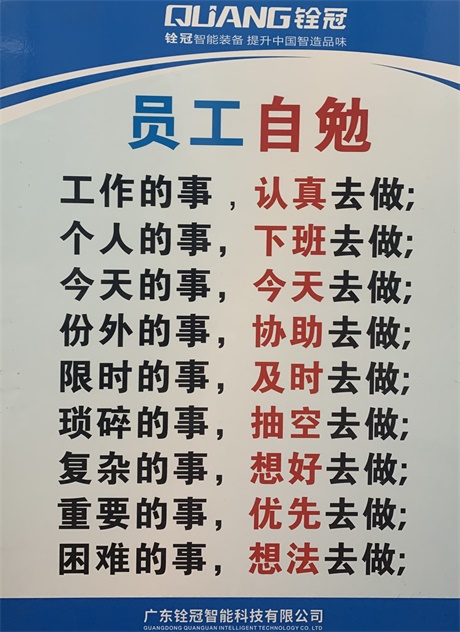 QUANG铨冠
铨冠智能装备 提升中国智造品味
员工自勉
工作的事,认真去做;
个人的事,下班去做;
今天的事,今天去做;
份外的事,协助去做;
限时的事,及时去做;
琐碎的事,抽空去做;
复杂的事,想好去做;
重要的事,优先去做;
困难的事,想法去做;
广东铨冠智能科技有限公司
GUANGDONG QUANGUAN INTELLIGENT TECHNOLOGY CO. LTD